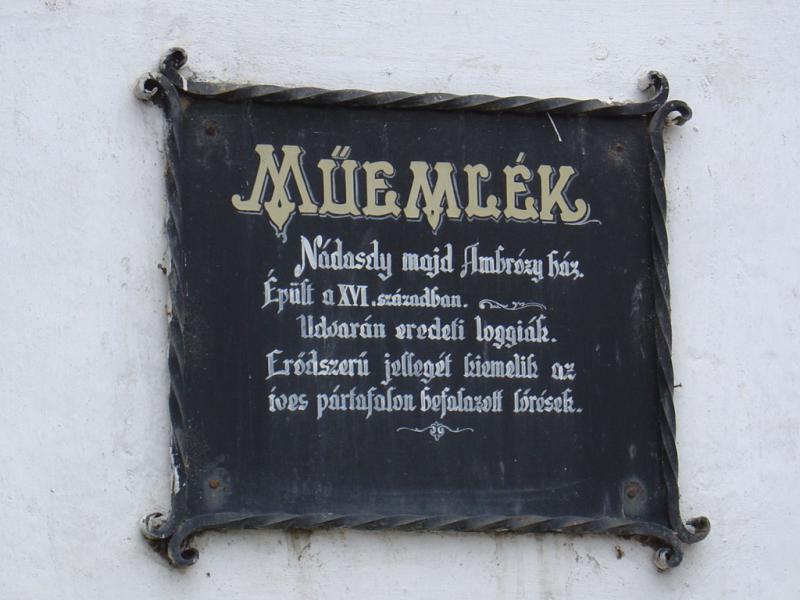 MŰEMLÉK
Nádasdy majd Ambrózy ház.
Épült a XVI. században.
Udvarán eredeti loggiák.
Erődszerű jellegét kiemelik az
íves pártafalon befalazott lőrések.